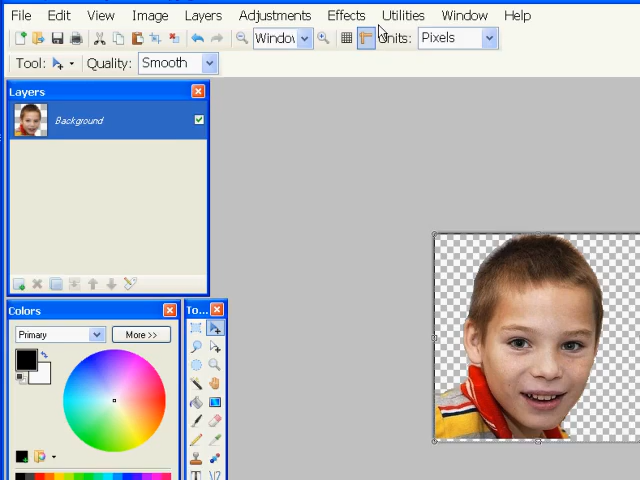 File Edit View Image Layers Adjustments Effects Utilities Window Help
Units: Pixels
Tool: Quality: Smooth
Layers
Background
Colors
To...
Primary More >>